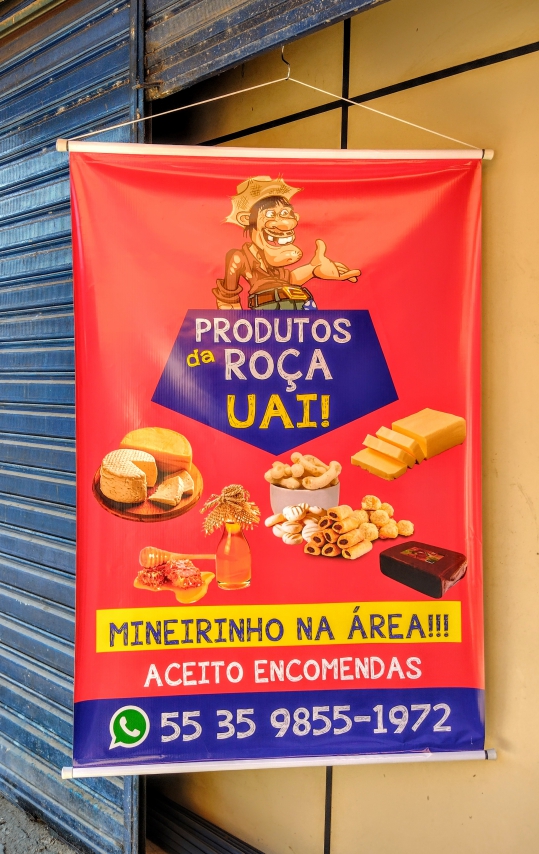 PRODUTOS
da ROÇA
UAI!
MINEIRINHO NA ÁREA!!!
ACEITO ENCOMENDAS
55 35 9855-1972